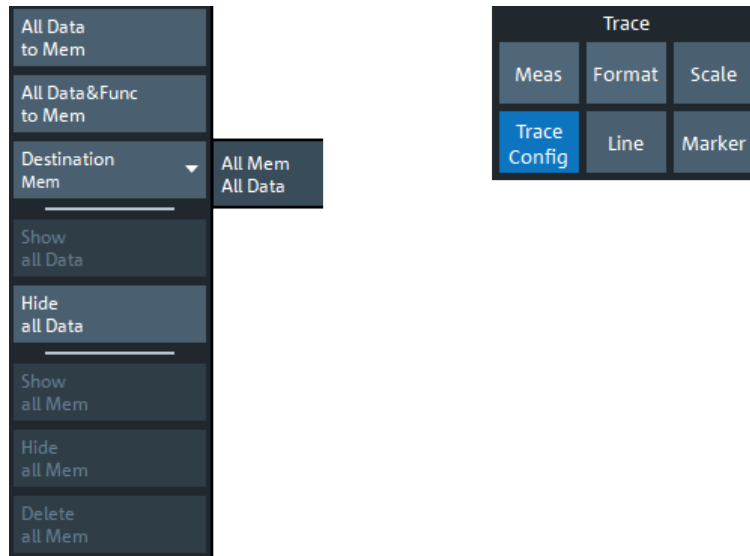 All Data
to Mem
All Data&Func
to Mem
Destination
Mem
All Mem
All Data
Show
all Data
Hide
all Data
Show
all Mem
Hide
all Mem
Delete
all Mem
Trace
Meas
Format
Scale
Trace
Config
Line
Marker